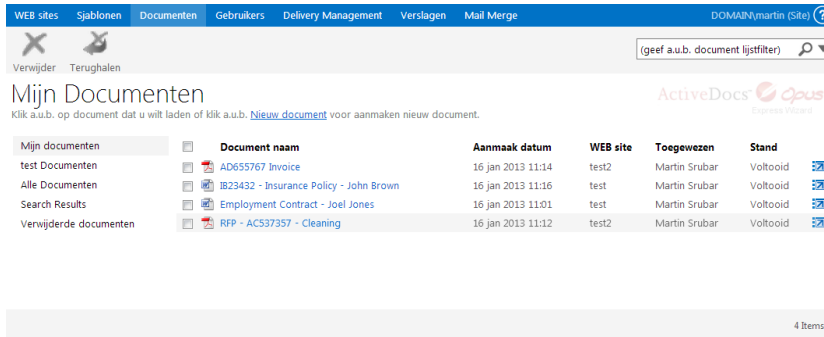 WEB sites Sjablonen Documenten Gebruikers Delivery Management Verslagen Mail Merge DOMAIN\martin (Site) ?
(geef a.u.b. document lijstfilter)
Verwijder Terughalen
Mijn Documenten
ActiveDocs Opus
Express Wizard
Klik a.u.b. op document dat u wilt laden of klik a.u.b. Nieuw document voor aanmaken nieuw document.
Mijn documenten Document naam Aanmaak datum WEB site Toegewezen Stand
test Documenten AD655767 Invoice 16 jan 2013 11:14 test2 Martin Srubar Voltooid
Alle Documenten IB23432 - Insurance Policy - John Brown 16 jan 2013 11:16 test Martin Srubar Voltooid
Search Results Employment Contract - Joel Jones 16 jan 2013 11:01 test Martin Srubar Voltooid
Verwijderde documenten RFP - AC537357 - Cleaning 16 jan 2013 11:12 test2 Martin Srubar Voltooid
4 Items